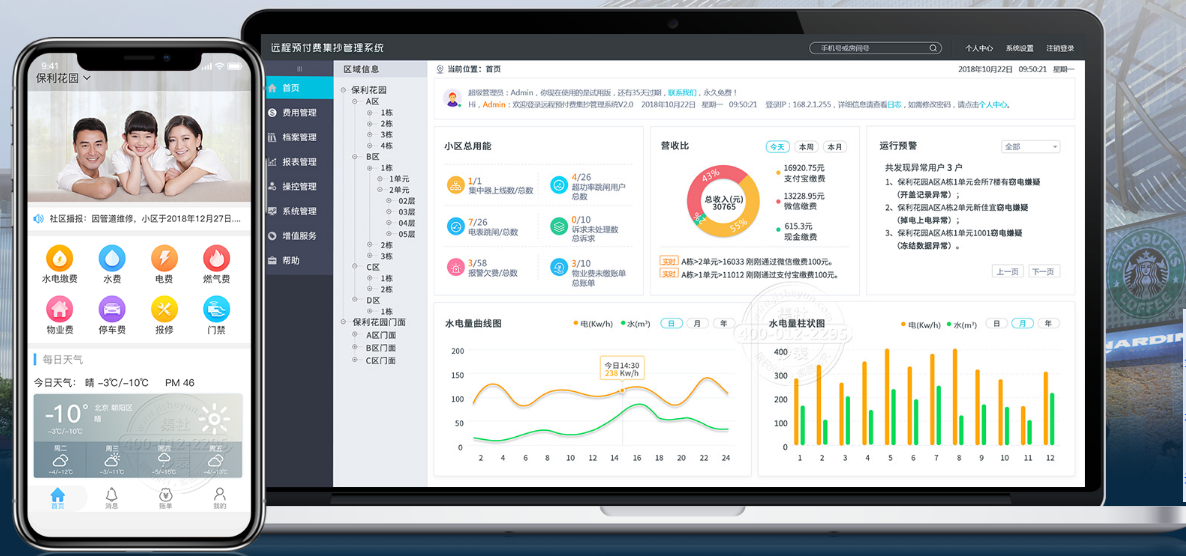 9:41
保利花园
社区播报：因管道维修，小区于2018年12月27日....
水电缴费 水费 电费 燃气费
物业费 停车费 报修 门禁
每日天气
今日天气： 晴 -3℃/-10℃ PM 46
-10° 北京 朝阳区
晴
-3℃/-10℃
周二 周三 周四 周五
-4/-12℃ -3/-11℃ -5/-15℃ -4/-13℃
首页 消息 账单 我的
远程预付费集抄管理系统
手机号或房间号
个人中心 系统设置 注销登录
首页
费用管理
档案管理
报表管理
操控管理
系统管理
增值服务
帮助
区域信息
保利花园
A区
1栋
2栋
3栋
4栋
B区
1栋
1单元
2单元
02层
03层
04层
05层
2栋
3栋
C区
1栋
2栋
D区
1栋
保利花园门面
A区门面
B区门面
C区门面
当前位置：首页
2018年10月22日 09:50:21 星期一
超级管理员：Admin，你现在使用的是试用版，还有35天过期，联系我们，永久免费！
Hi，Admin：欢迎登录远程预付费集抄管理系统V2.0 2018年10月22日 星期一 09:50:21 登录IP：168.2.1.255，详细信息请查看日志，如需修改密码，请点击个人中心。
小区总用能
1/1
集中器上线数/总数
4/26
超功率跳闸用户
总数
7/26
电表跳闸/总数
0/10
诉求未处理数
总诉求
3/58
报警欠费/总数
3/10
物业费未缴账单
总账单
营收比
今天 本周 本月
43%
总收入(元)
30765
55%
16920.75元
支付宝缴费
13228.95元
微信缴费
615.3元
现金缴费
实时 A栋>2单元>16033 刚刚通过微信缴费100元。
实时 A栋>1单元>11012 刚刚通过支付宝缴费100元。
运行预警
全部
共发现异常用户 3 户
1、保利花园A区A栋1单元合所7楼有窃电嫌疑
（开盖记录异常）；
2、保利花园A区A栋2单元新佳宜窃电嫌疑
（掉电上电异常）；
3、保利花园A区A栋1单元1001窃电嫌疑
（冻结数据异常）。
上一页 下一页
水电量曲线图
电(Kw/h) 水(m³)
日 月 年
200
150
100
50
0
今日14:30
238 Kw/h
2 4 6 8 10 12 14 16 18 20 22 24
水电量柱状图
电(Kw/h) 水(m³)
日 月 年
400
300
200
100
0
1 2 3 4 5 6 7 8 9 10 11 12
400-012-2295
STARBUCKS
COFFEE
JARDIN